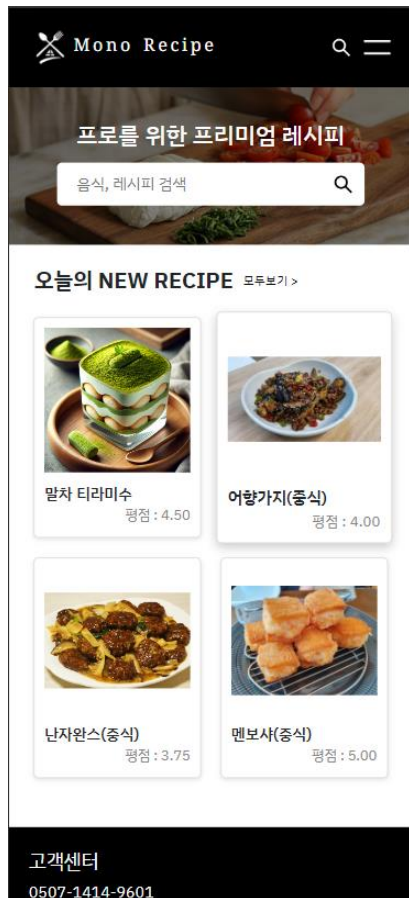 Mono Recipe
프로를 위한 프리미엄 레시피
음식, 레시피 검색
오늘의 NEW RECIPE 모두보기 >
말차 티라미수
평점 : 4.50
어향가지(중식)
평점 : 4.00
난자완스(중식)
평점 : 3.75
멘보샤(중식)
평점 : 5.00
고객센터
0507-1414-9601